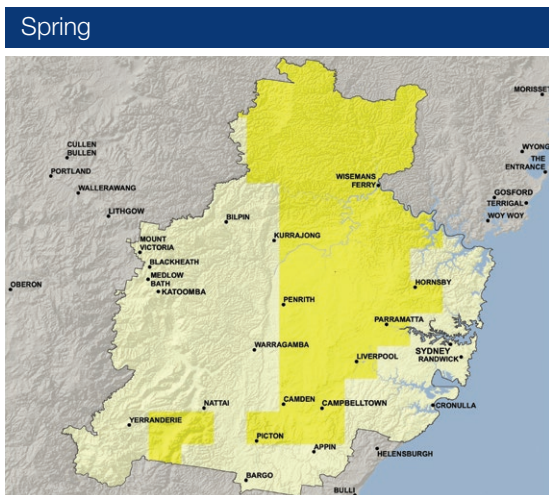 Spring
MORISSET
CULLEN
BULLEN
WYONG
PORTLAND
THE
ENTRANCE
WALLERAWANG
WISEMANS
FERRY
GOSFORD
TERRIGAL
LITHGOW
BILPIN
WOY WOY
KURRAJONG
MOUNT
VICTORIA
BLACKHEATH
MEDLOW
BATH
OBERON
KATOOMBA
HORNSBY
PENRITH
PARRAMATTA
WARRAGAMBA
SYDNEY
RANDWICK
LIVERPOOL
NATTAI
CAMDEN
CAMPBELLTOWN
CRONULLA
YERRANDERIE
PICTON
APPIN
HELENSBURGH
BARGO
BULLI